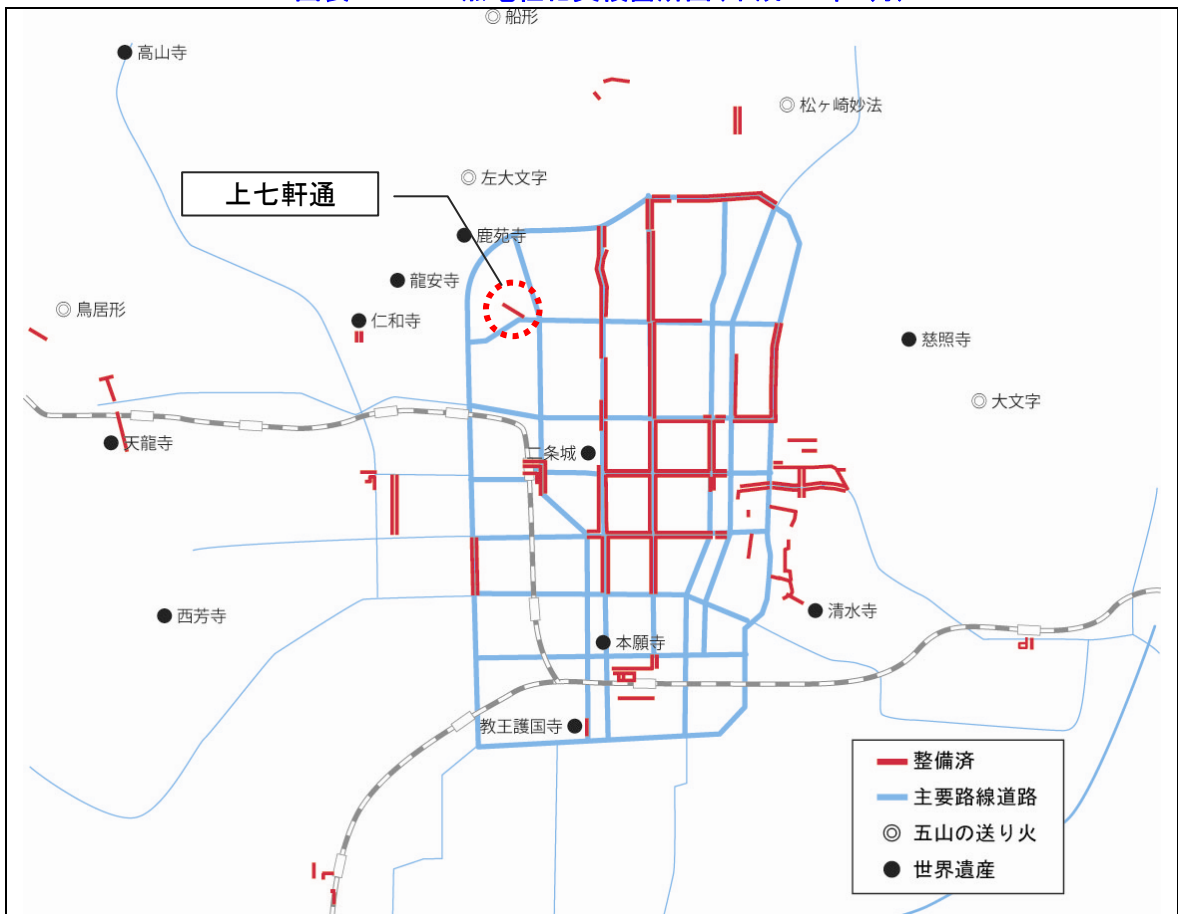 ◎ 船形
● 高山寺
◎ 松ヶ崎妙法
◎ 左大文字
上七軒通
● 鹿苑寺
● 龍安寺
◎ 鳥居形
● 仁和寺
● 慈照寺
◎ 大文字
● 天龍寺
二条城 ●
● 西芳寺
● 清水寺
● 本願寺
教王護国寺 ●
整備済
主要路線道路
◎ 五山の送り火
● 世界遺産